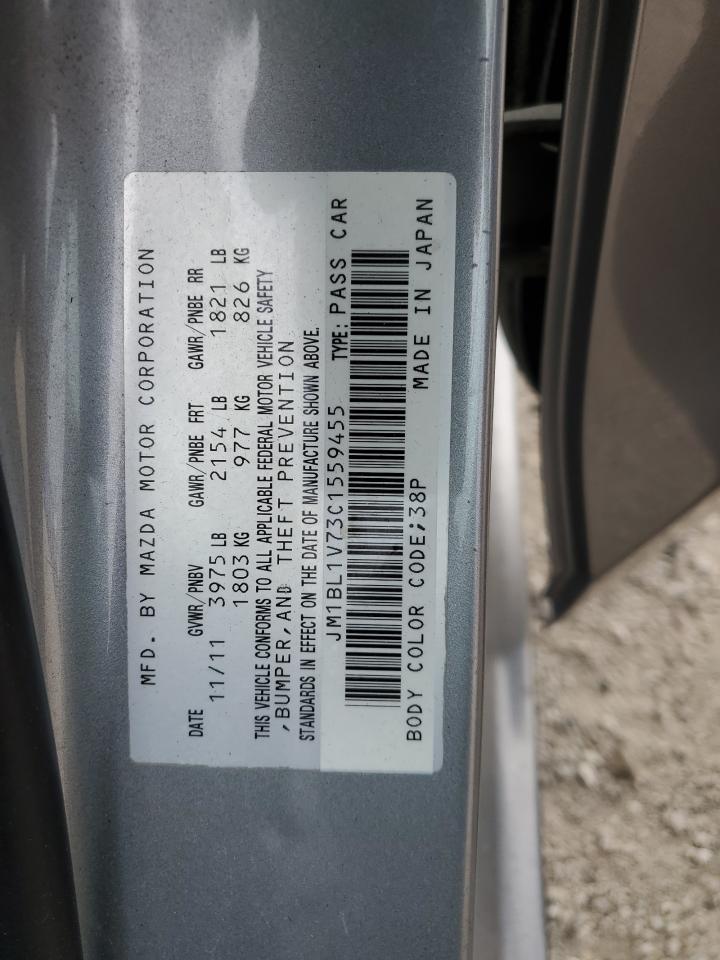 MFD. BY MAZDA MOTOR CORPORATION
DATE GVWR/PNBV GAWR/PNBE FRT GAWR/PNBE RR
11/11 3975 LB 2154 LB 1821 LB
1803 KG 977 KG 826 KG
THIS VEHICLE CONFORMS TO ALL APPLICABLE FEDERAL MOTOR VEHICLE SAFETY
,BUMPER,AND THEFT PREVENTION
STANDARDS IN EFFECT ON THE DATE OF MANUFACTURE SHOWN ABOVE.
JM1BL1V73C1559455 TYPE: PASS CAR
BODY COLOR CODE;38P MADE IN JAPAN